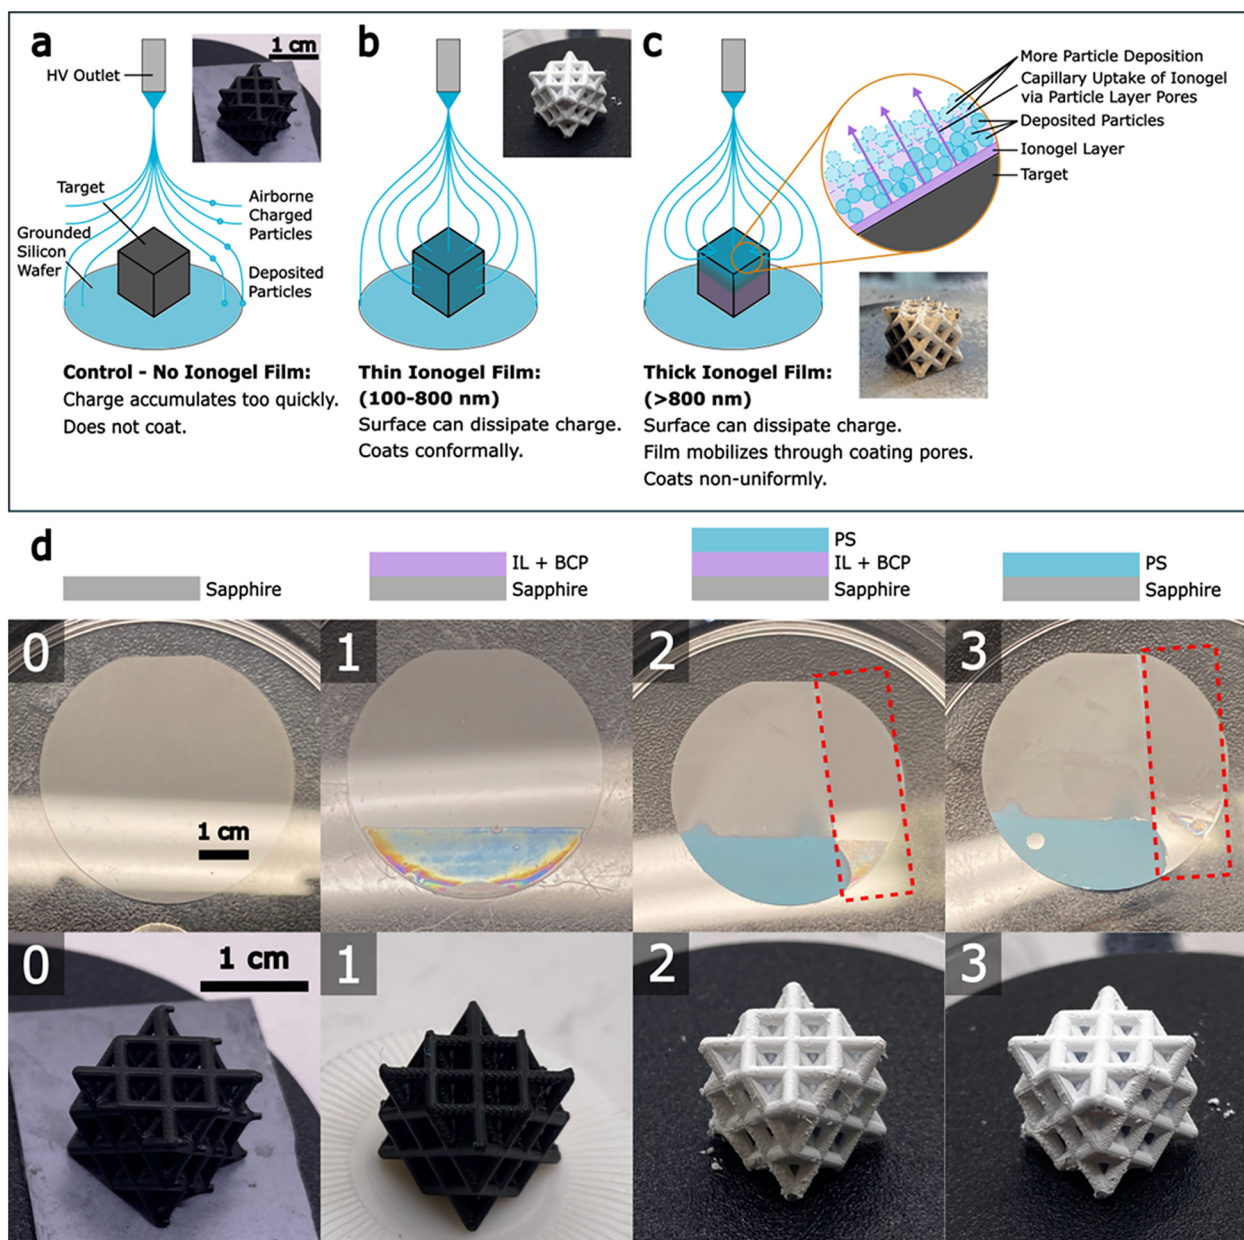 a
1 cm
HV Outlet
Target
Airborne
Charged
Particles
Grounded
Silicon
Wafer
Deposited
Particles
Control - No Ionogel Film:
Charge accumulates too quickly.
Does not coat.
b
Thin Ionogel Film:
(100-800 nm)
Surface can dissipate charge.
Coats conformally.
c
More Particle Deposition
Capillary Uptake of Ionogel
via Particle Layer Pores
Deposited Particles
Ionogel Layer
Target
Thick Ionogel Film:
(>800 nm)
Surface can dissipate charge.
Film mobilizes through coating pores.
Coats non-uniformly.
d
Sapphire
IL + BCP
Sapphire
PS
IL + BCP
Sapphire
PS
Sapphire
0
1 cm
1
2
3
0
1 cm
1
2
3